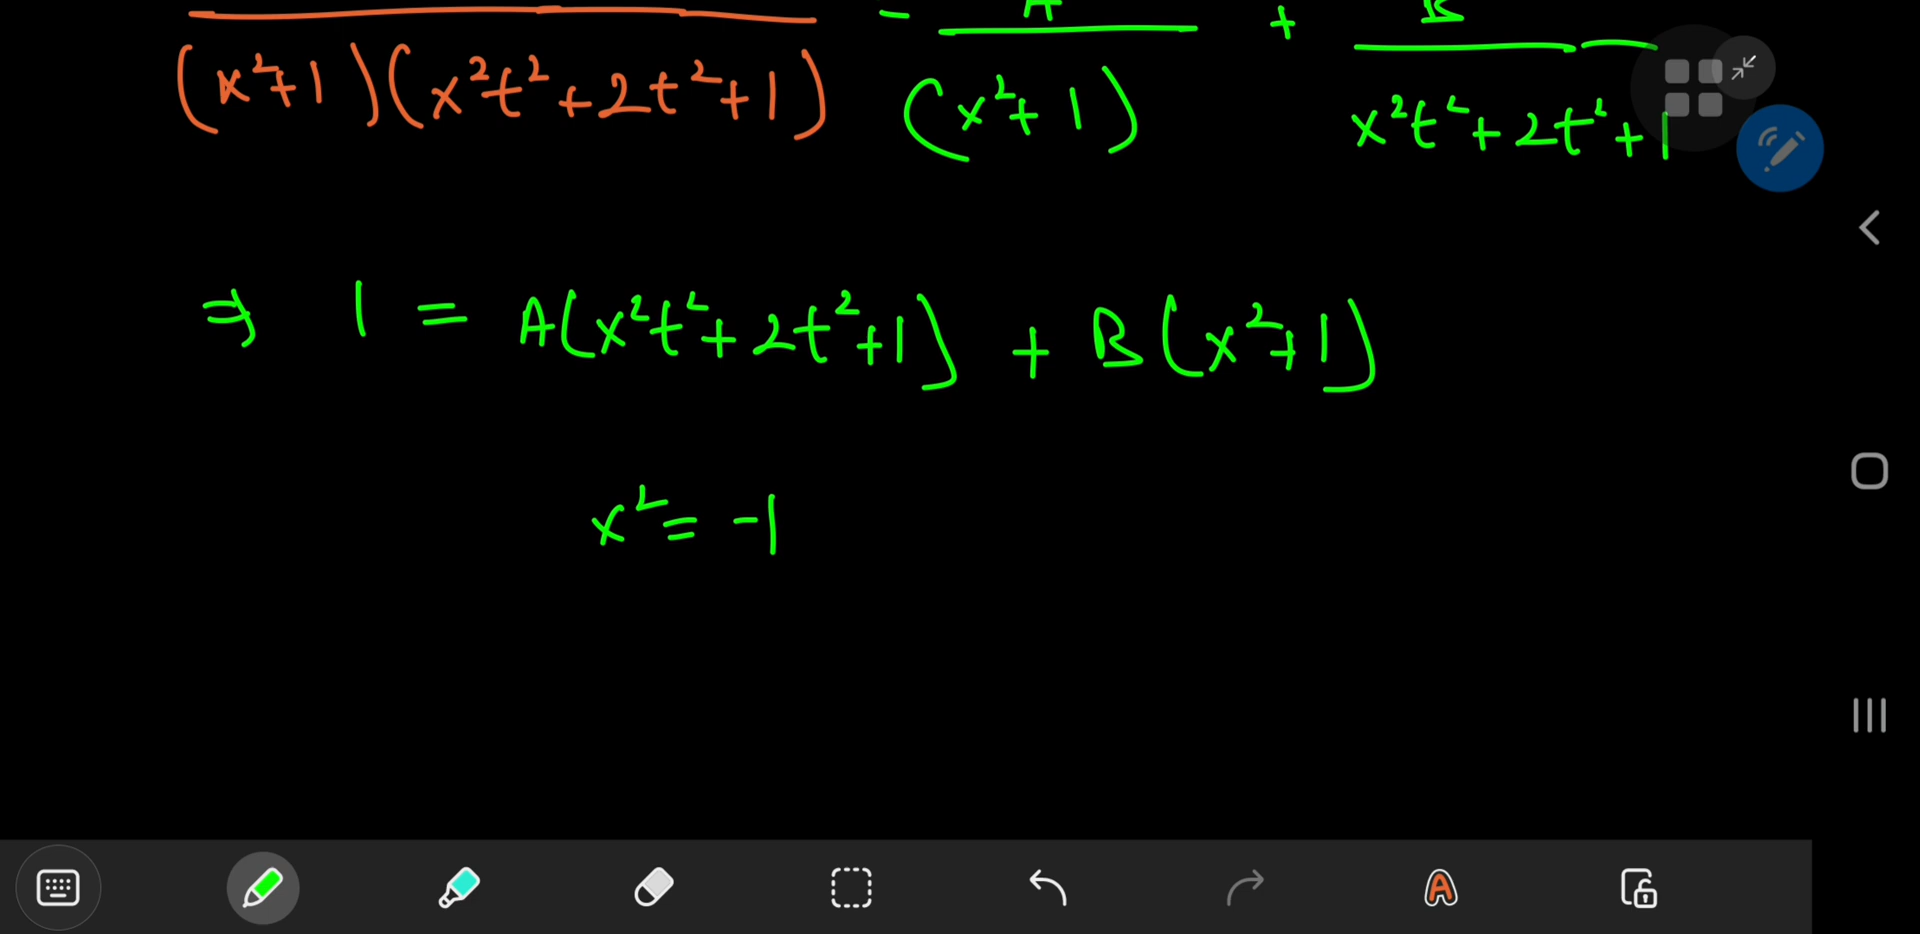 (x²+1)(x²t²+2t²+1) - A/(x²+1) + B/x²t²+2t²+1
⇒ 1 = A(x²t²+2t²+1) + B(x²+1)
x² = -1
A